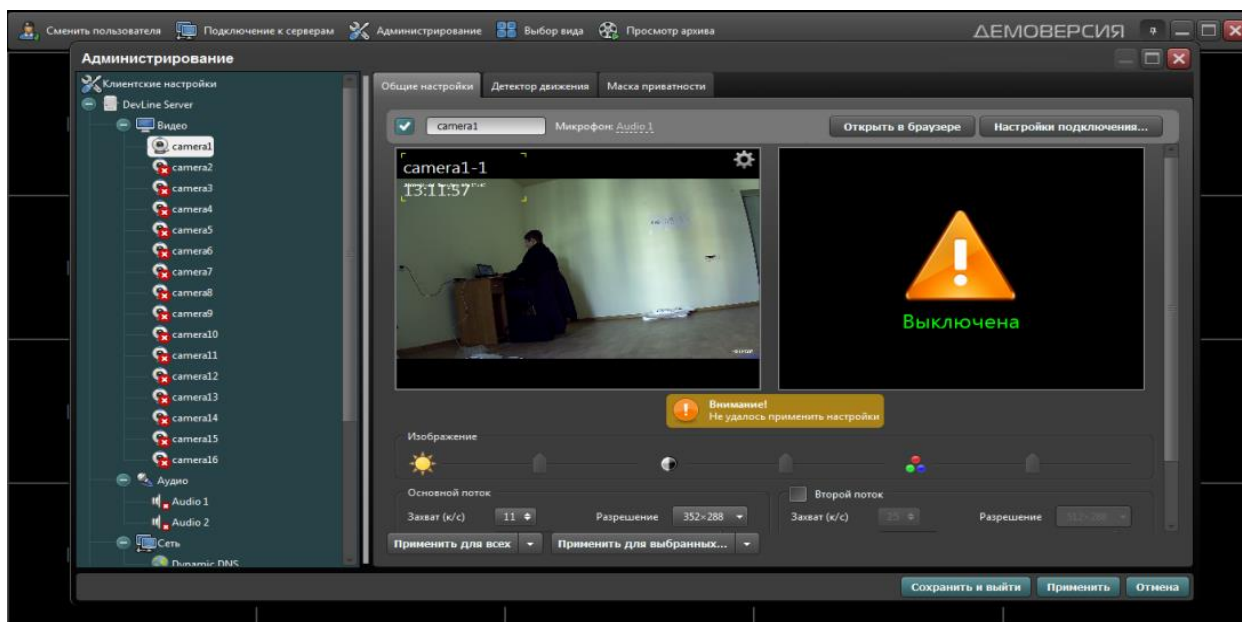 Сменить пользователя Подключение к серверам Администрирование Выбор вида Просмотр архива ДЕМОВЕРСИЯ
Администрирование
Клиентские настройки
DevLine Server
Видео
camera1
camera2
camera3
camera4
camera5
camera6
camera7
camera8
camera9
camera10
camera11
camera12
camera13
camera14
camera15
camera16
Аудио
Audio 1
Audio 2
Сеть
Dynamic DNS
Общие настройки Детектор движения Маска приватности
camera1 Микрофон: Audio 1 Открыть в браузере Настройки подключения...
camera1-1
13:11:57
Выключена
Внимание!
Не удалось применить настройки
Изображение
Основной поток
Захват (к/с) 11 Разрешение 352×288
Второй поток
Захват (к/с) 25 Разрешение
Применить для всех Применить для выбранных...
Сохранить и выйти Применить Отмена